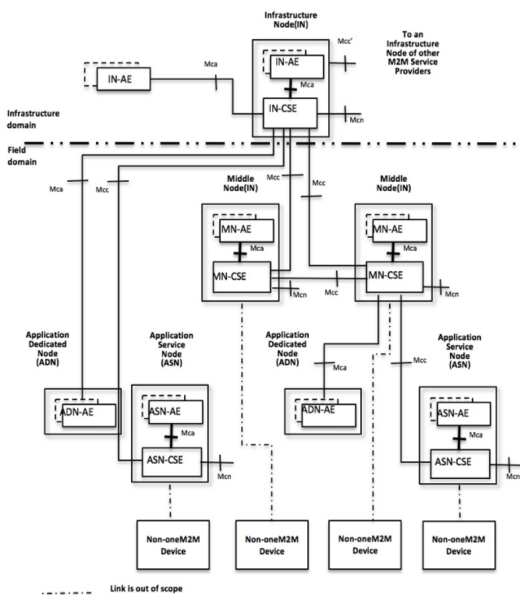 Infrastructure
Node(IN)
Mcc'
To an
Infrastructure
Node of other
M2M Service
Providers
IN-AE
Mca
IN-AE
Mca
IN-CSE
Mcn
Infrastructure
domain
Field
domain
Mca
Mcc
Mcc
Mcc
Middle
Node(IN)
Middle
Node(IN)
MN-AE
Mca
MN-CSE
Mcn
Mcc
MN-AE
Mca
MN-CSE
Mcn
Application
Dedicated
Node
(ADN)
Application
Service
Node
(ASN)
Application
Dedicated
Node
(ADN)
Application
Service
Node
(ASN)
Mca
Mcc
ADN-AE
ASN-AE
Mca
ASN-CSE
Mcn
ADN-AE
ASN-AE
Mca
ASN-CSE
Mcn
Non-oneM2M
Device
Non-oneM2M
Device
Non-oneM2M
Device
Non-oneM2M
Device
Link is out of scope